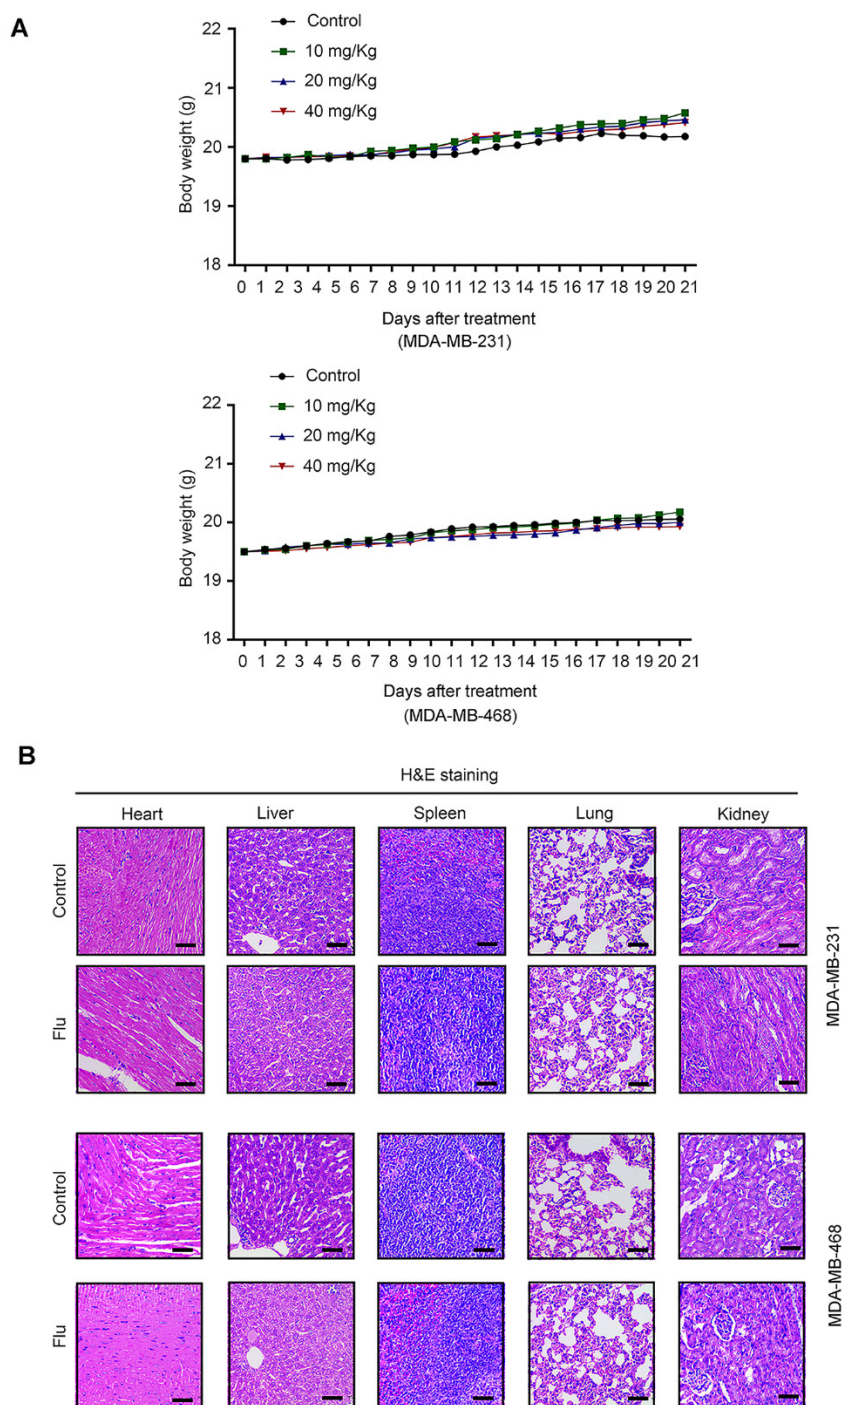 A
Control
10 mg/Kg
20 mg/Kg
40 mg/Kg
22
21
20
19
18
Body weight (g)
0 1 2 3 4 5 6 7 8 9 10 11 12 13 14 15 16 17 18 19 20 21
Days after treatment
(MDA-MB-231)
Control
10 mg/Kg
20 mg/Kg
40 mg/Kg
22
21
20
19
18
Body weight (g)
0 1 2 3 4 5 6 7 8 9 10 11 12 13 14 15 16 17 18 19 20 21
Days after treatment
(MDA-MB-468)
B
H&E staining
Heart Liver Spleen Lung Kidney
Control
Flu
MDA-MB-231
Control
Flu
MDA-MB-468